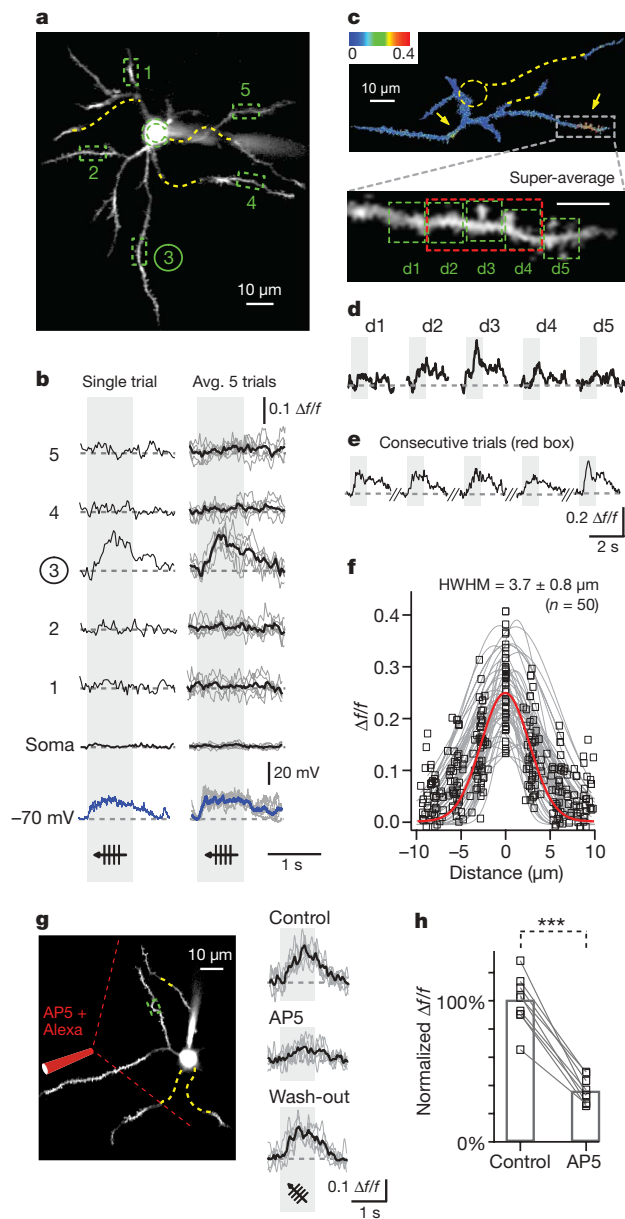 a
1
5
2
4
3
10 µm
b
Single trial
Avg. 5 trials
0.1 Δf/f
5
4
3
2
1
Soma
20 mV
−70 mV
1 s
c
0
0.4
10 µm
Super-average
d1
d2
d3
d4
d5
d
d1
d2
d3
d4
d5
e
Consecutive trials (red box)
0.2 Δf/f
2 s
f
HWHM = 3.7 ± 0.8 µm
(n = 50)
0.4
0.3
0.2
0.1
0.0
Δf/f
−10
−5
0
5
10
Distance (µm)
g
10 µm
AP5 +
Alexa
Control
AP5
Wash-out
0.1 Δf/f
1 s
h
***
100%
0%
Normalized Δf/f
Control
AP5